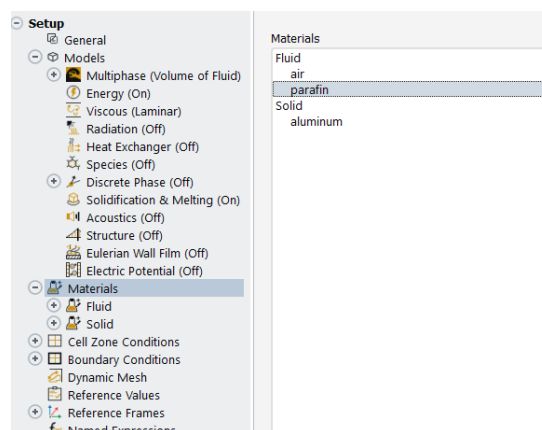 Setup
General
Models
Multiphase (Volume of Fluid)
Energy (On)
Viscous (Laminar)
Radiation (Off)
Heat Exchanger (Off)
Species (Off)
Discrete Phase (Off)
Solidification & Melting (On)
Acoustics (Off)
Structure (Off)
Eulerian Wall Film (Off)
Electric Potential (Off)
Materials
Fluid
Solid
Cell Zone Conditions
Boundary Conditions
Dynamic Mesh
Reference Values
Reference Frames
Named Expressions
Materials
Fluid
air
parafin
Solid
aluminum